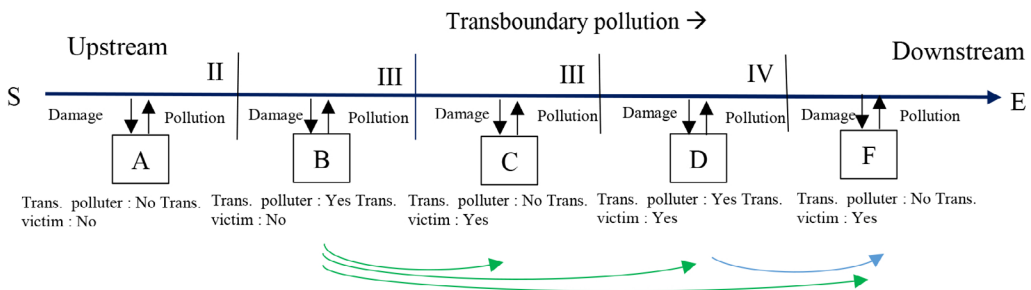 Transboundary pollution →
Upstream
Downstream
II
III
III
IV
S
E
Damage
Pollution
Damage
Pollution
Damage
Pollution
Damage
Pollution
Damage
Pollution
A
B
C
D
F
Trans. polluter : No Trans.
victim : No
Trans. polluter : Yes Trans.
victim : No
Trans. polluter : No Trans.
victim : Yes
Trans. polluter : Yes Trans.
victim : Yes
Trans. polluter : No Trans.
victim : Yes